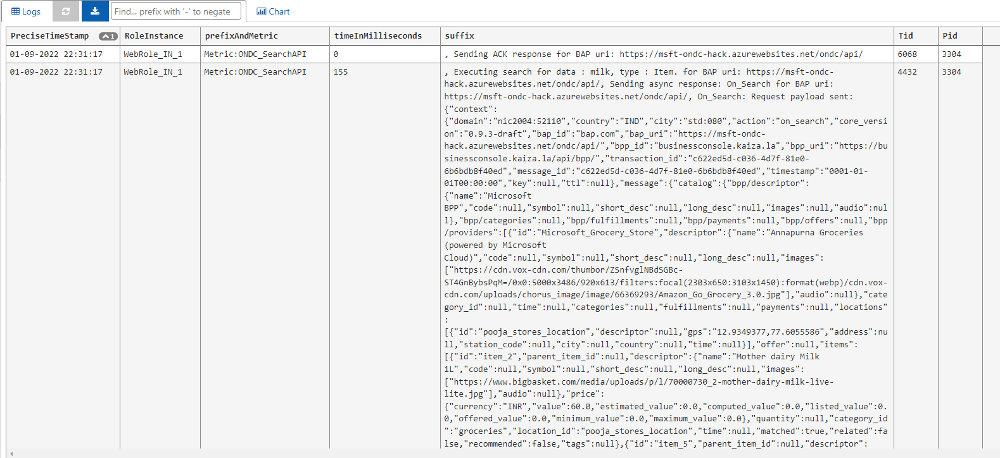 Logs
Find... prefix with '-' to negate
Chart
PreciseTimeStamp 1 RoleInstance prefixAndMetric timeInMilliseconds suffix Tid Pid
01-09-2022 22:31:17 WebRole_IN_1 Metric:ONDC_SearchAPI 0 , Sending ACK response for BAP uri: https://msft-ondc-hack.azurewebsites.net/ondc/api/ 6068 3304
01-09-2022 22:31:17 WebRole_IN_1 Metric:ONDC_SearchAPI 155 , Executing search for data : milk, type : Item. for BAP uri: https://msft-ondc- 4432 3304
hack.azurewebsites.net/ondc/api/, Sending async response: On_Search for BAP uri:
https://msft-ondc-hack.azurewebsites.net/ondc/api/, On_Search: Request payload sent:
{"context":
{"domain":"nic2004:52110","country":"IND","city":"std:080","action":"on_search","core_versi
on":"0.9.3-draft","bap_id":"bap.com","bap_uri":"https://msft-ondc-
hack.azurewebsites.net/ondc/api/","bpp_id":"businessconsole.kaiza.la","bpp_uri":"https://bu
sinessconsole.kaiza.la/api/bpp/","transaction_id":"c622ed5d-c036-4d7f-81e0-
6b6bdb8f40ed","message_id":"c622ed5d-c036-4d7f-81e0-6b6bdb8f40ed","timestamp":"0001-01-
01T00:00:00","key":null,"ttl":null},"message":{"catalog":{"bpp/descriptor":
{"name":"Microsoft
BPP","code":null,"symbol":null,"short_desc":null,"long_desc":null,"images":null,"audio":nul
l},"bpp/categories":null,"bpp/fulfillments":null,"bpp/payments":null,"bpp/offers":null,"bpp
/providers":[{"id":"Microsoft_Grocery_Store","descriptor":{"name":"Annapurna Groceries
(powered by Microsoft
Cloud)","code":null,"symbol":null,"short_desc":null,"long_desc":null,"images":
["https://cdn.vox-cdn.com/thumbor/ZSnfvglNBdSGBc-
ST4GnBybsPqM=/0x0:5000x3486/920x613/filters:focal(2303x650:3103x1450):format(webp)/cdn.vox-
cdn.com/uploads/chorus_image/image/66369293/Amazon_Go_Grocery_3.0.jpg"],"audio":null},"cate
gory_id":null,"time":null,"categories":null,"fulfillments":null,"payments":null,"locations"
:
[{"id":"pooja_stores_location","descriptor":null,"gps":"12.9349377,77.6055586","address":nu
ll,"station_code":null,"city":null,"country":null,"time":null}],"offer":null,"items":
[{"id":"item_2","parent_item_id":null,"descriptor":{"name":"Mother dairy Milk
1L","code":null,"symbol":null,"short_desc":null,"long_desc":null,"images":
["https://www.bigbasket.com/media/uploads/p/l/70000730_2-mother-dairy-milk-live-
lite.jpg"],"audio":null},"price":
{"currency":"INR","value":60.0,"estimated_value":0.0,"computed_value":0.0,"listed_value":0.
0,"offered_value":0.0,"minimum_value":0.0,"maximum_value":0.0},"quantity":null,"category_id
":"groceries","location_id":"pooja_stores_location","time":null,"matched":true,"related":fa
lse,"recommended":false,"tags":null},{"id":"item_5","parent_item_id":null,"descriptor":